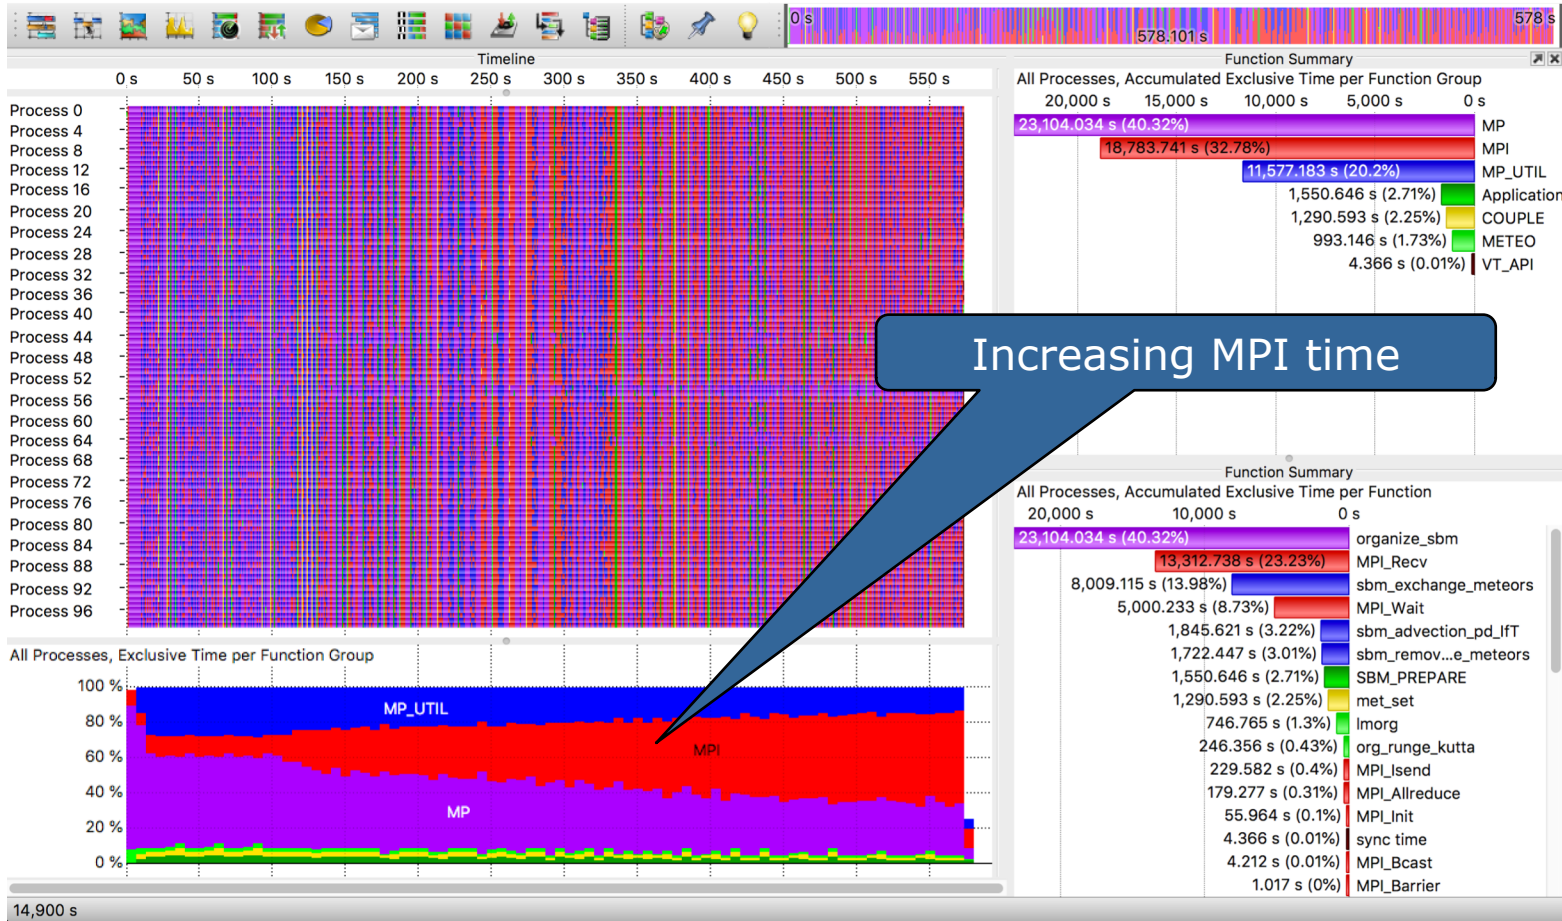 0 s
578.101 s
578 s
Timeline
0 s 50 s 100 s 150 s 200 s 250 s 300 s 350 s 400 s 450 s 500 s 550 s
Process 0
Process 4
Process 8
Process 12
Process 16
Process 20
Process 24
Process 28
Process 32
Process 36
Process 40
Process 44
Process 48
Process 52
Process 56
Process 60
Process 64
Process 68
Process 72
Process 76
Process 80
Process 84
Process 88
Process 92
Process 96
All Processes, Exclusive Time per Function Group
100 %
80 %
60 %
40 %
20 %
0 %
MP_UTIL
MPI
MP
14,900 s
Function Summary
All Processes, Accumulated Exclusive Time per Function Group
20,000 s 15,000 s 10,000 s 5,000 s 0 s
23,104.034 s (40.32%) MP
18,783.741 s (32.78%) MPI
11,577.183 s (20.2%) MP_UTIL
1,550.646 s (2.71%) Application
1,290.593 s (2.25%) COUPLE
993.146 s (1.73%) METEO
4.366 s (0.01%) VT_API
Increasing MPI time
Function Summary
All Processes, Accumulated Exclusive Time per Function
20,000 s 10,000 s 0 s
23,104.034 s (40.32%) organize_sbm
13,312.738 s (23.23%) MPI_Recv
8,009.115 s (13.98%) sbm_exchange_meteors
5,000.233 s (8.73%) MPI_Wait
1,845.621 s (3.22%) sbm_advection_pd_lfT
1,722.447 s (3.01%) sbm_remov...e_meteors
1,550.646 s (2.71%) SBM_PREPARE
1,290.593 s (2.25%) met_set
746.765 s (1.3%) lmorg
246.356 s (0.43%) org_runge_kutta
229.582 s (0.4%) MPI_Isend
179.277 s (0.31%) MPI_Allreduce
55.964 s (0.1%) MPI_Init
4.366 s (0.01%) sync time
4.212 s (0.01%) MPI_Bcast
1.017 s (0%) MPI_Barrier